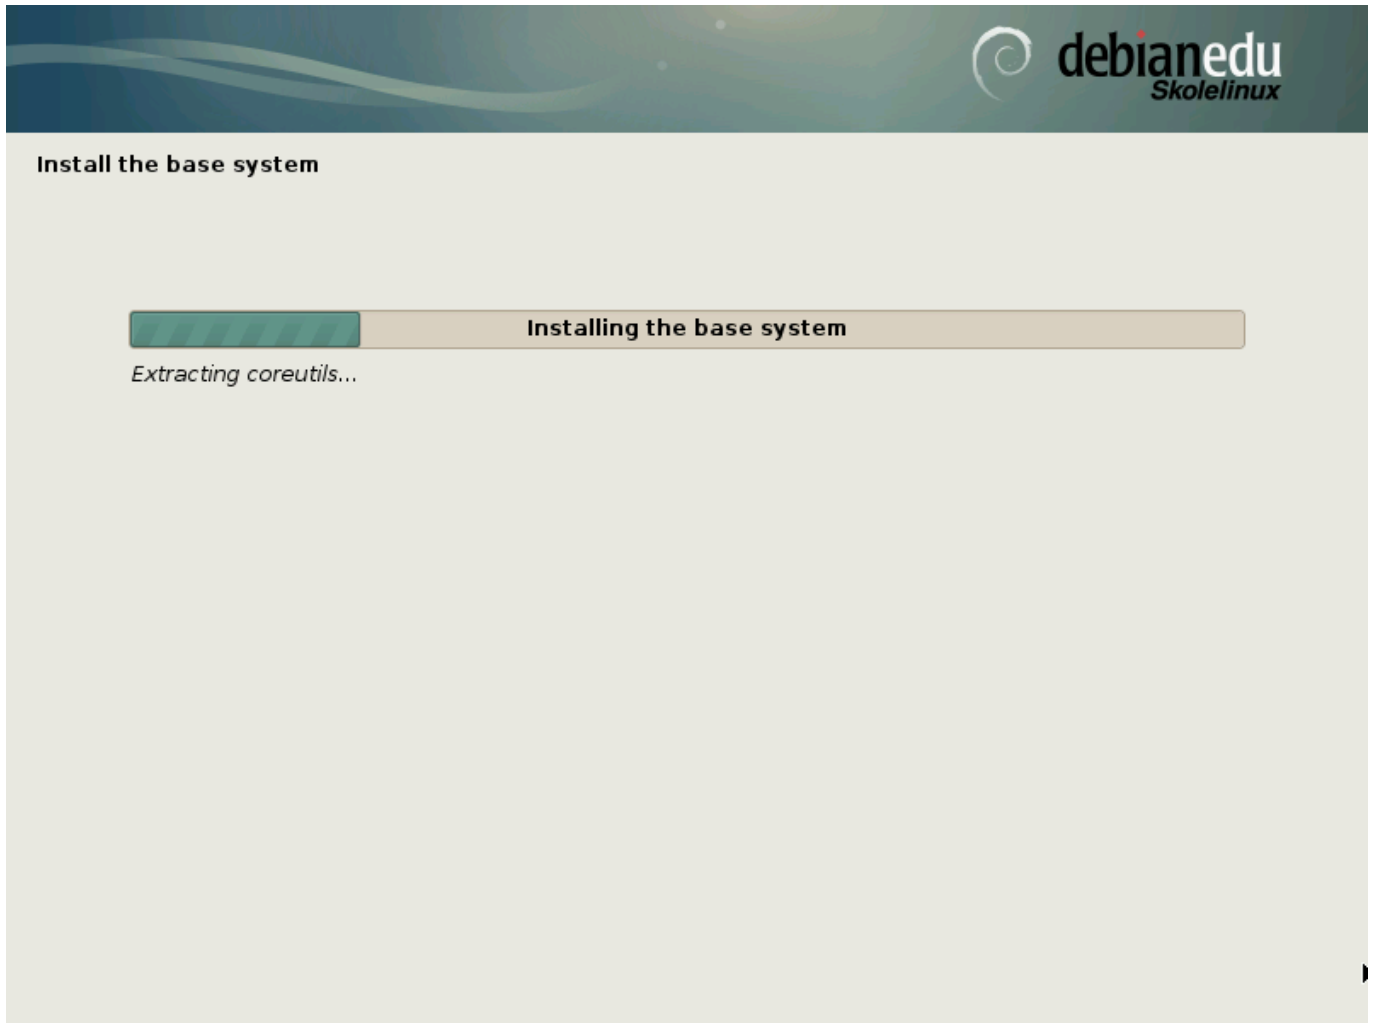 debianedu
Skolelinux
Install the base system
Installing the base system
Extracting coreutils...